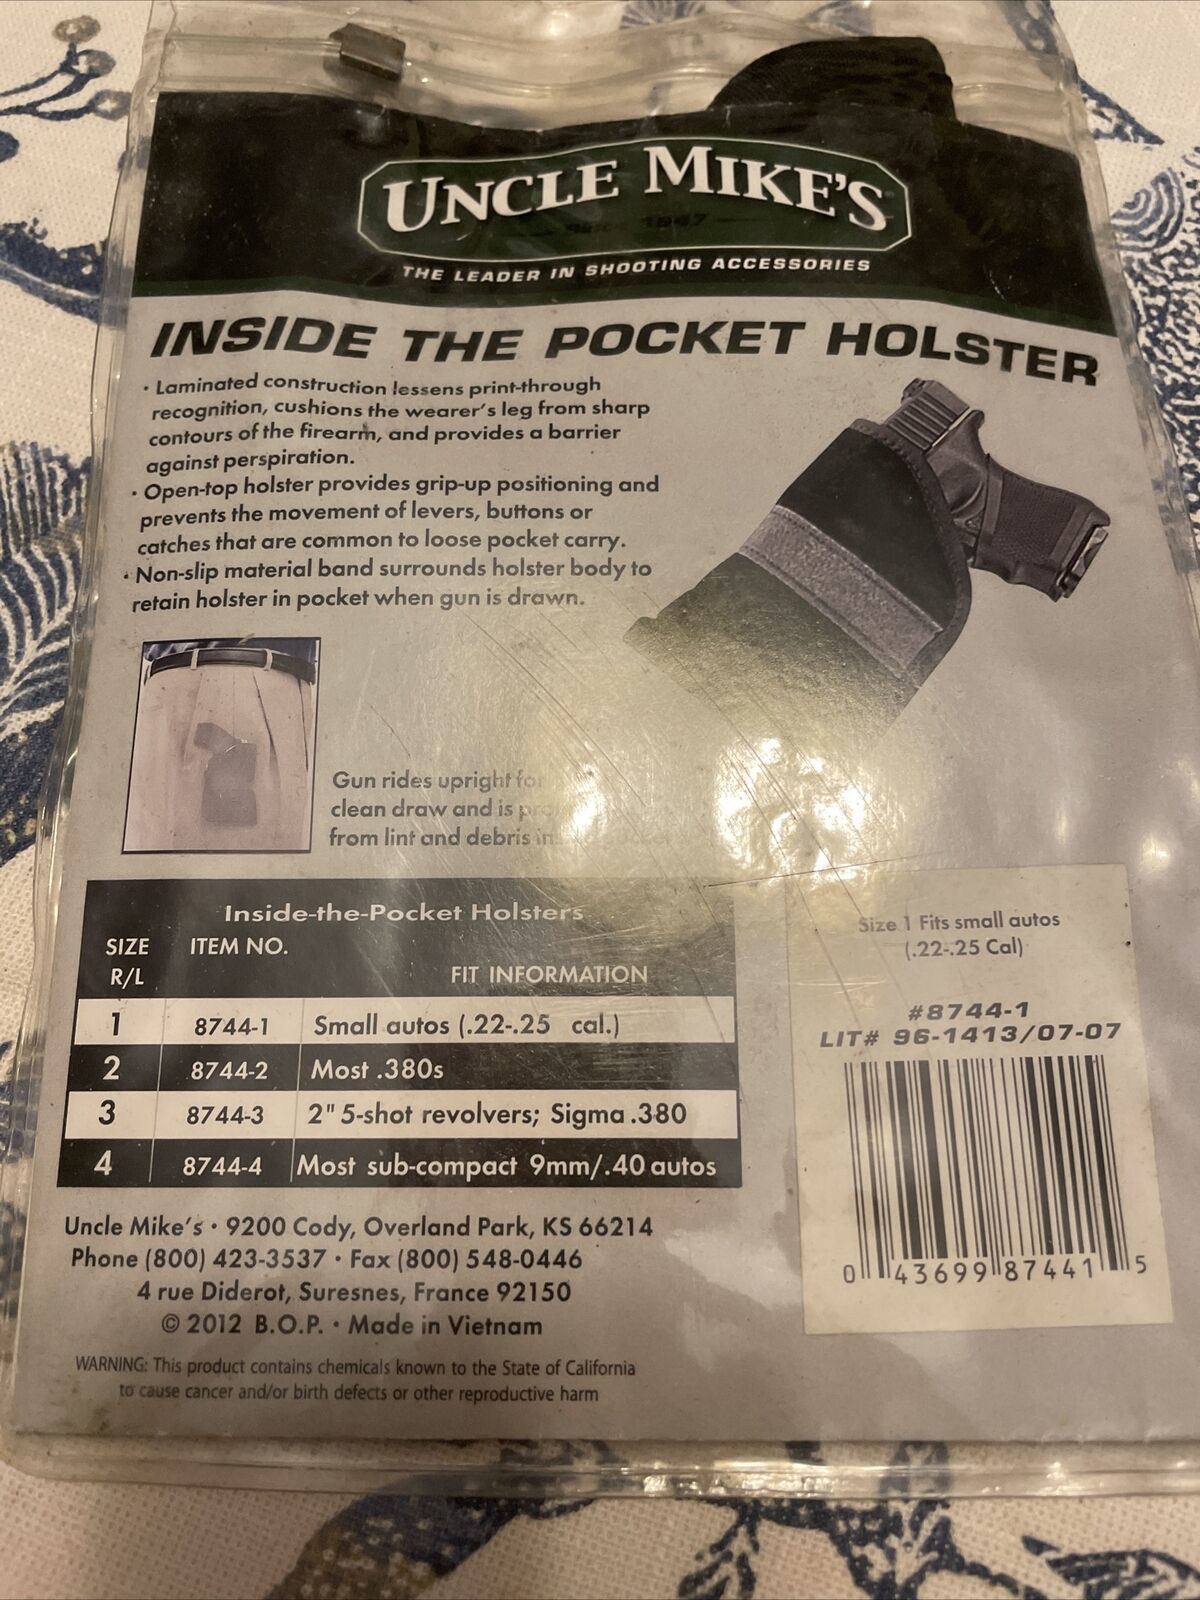 UNCLE MIKE'S
1947
THE LEADER IN SHOOTING ACCESSORIES
INSIDE THE POCKET HOLSTER
· Laminated construction lessens print-through
recognition, cushions the wearer's leg from sharp
contours of the firearm, and provides a barrier
against perspiration.
· Open-top holster provides grip-up positioning and
prevents the movement of levers, buttons or
catches that are common to loose pocket carry.
· Non-slip material band surrounds holster body to
retain holster in pocket when gun is drawn.
Gun rides upright for
clean draw and is
from lint and debris
Inside-the-Pocket Holsters
SIZE ITEM NO.
R/L FIT INFORMATION
1 8744-1 Small autos (.22-.25 cal.)
2 8744-2 Most .380s
3 8744-3 2" 5-shot revolvers; Sigma .380
4 8744-4 Most sub-compact 9mm/.40 autos
Size 1 Fits small autos
(.22-.25 Cal)
#8744-1
LIT# 96-1413/07-07
0 43699 87441 5
Uncle Mike's · 9200 Cody, Overland Park, KS 66214
Phone (800) 423-3537 · Fax (800) 548-0446
4 rue Diderot, Suresnes, France 92150
© 2012 B.O.P. · Made in Vietnam
WARNING: This product contains chemicals known to the State of California
to cause cancer and/or birth defects or other reproductive harm